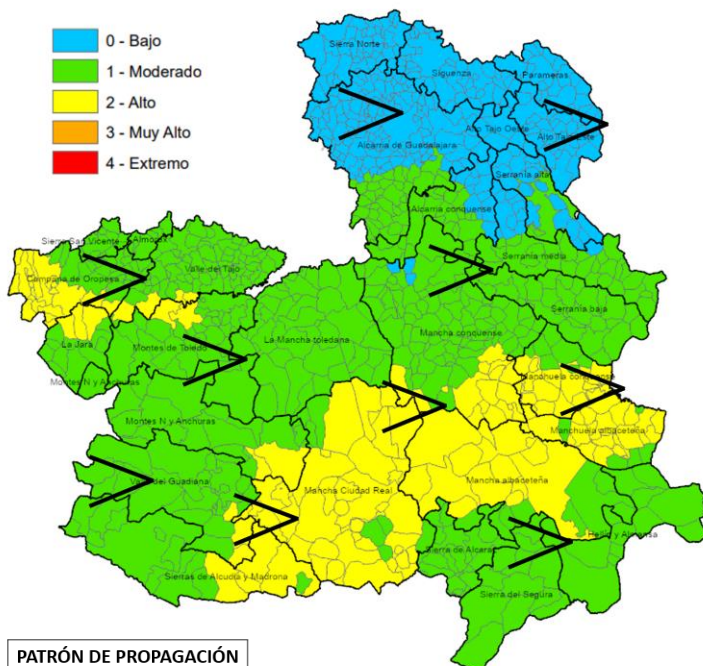 0 - Bajo
1 - Moderado
2 - Alto
3 - Muy Alto
4 - Extremo
Sierra Norte
Sigüenza
Parameras
Alcarria de Guadalajara
Alto Tajo Oeste
Alto Tajo Este
Serranía alta
Alcarria conquense
Sierra San Vicente
Almorox
Campana de Oropesa
Valle del Tajo
Serranía media
Serranía baja
La Jara
Montes de Toledo
La Mancha toledana
Mancha conquense
Montes N y Anchuras
Manchuela conquense
Montes N y Anchuras
Manchuela albaceteña
Valle del Guadiana
Mancha Ciudad Real
Mancha albaceteña
Hellín y Almansa
Sierra de Alcaraz
Sierras de Alcudia y Madrona
Sierra del Segura
PATRÓN DE PROPAGACIÓN